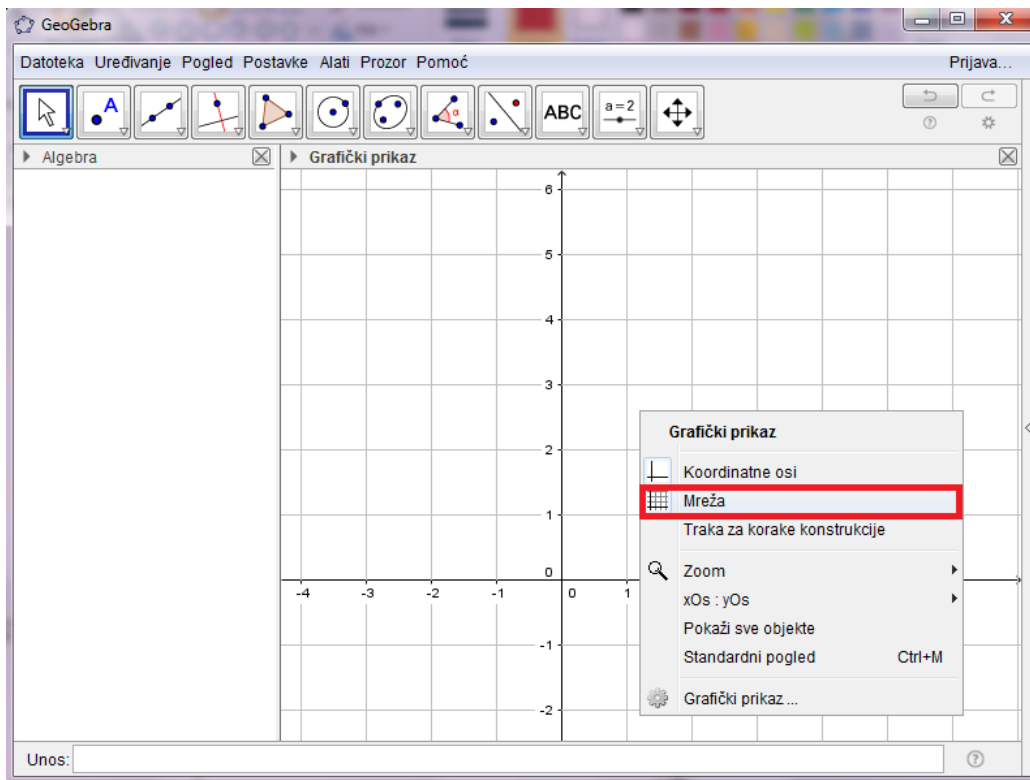 GeoGebra
Datoteka Uređivanje Pogled Postavke Alati Prozor Pomoć Prijava...
A α ABC a=2
Algebra
Grafički prikaz
6
5
4
3
2
1
0
-4 -3 -2 -1 0 1
-1
-2
Grafički prikaz
Koordinatne osi
Mreža
Traka za korake konstrukcije
Zoom
xOs : yOs
Pokaži sve objekte
Standardni pogled Ctrl+M
Grafički prikaz ...
Unos: